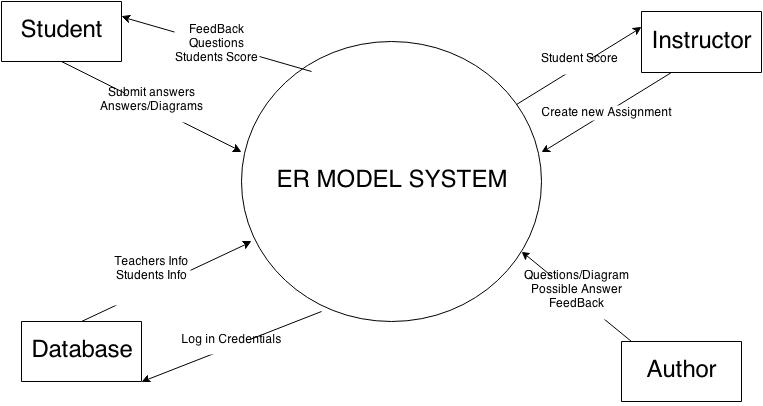 Student
FeedBack
Questions
Students Score
Submit answers
Answers/Diagrams
Instructor
Student Score
Create new Assignment
ER MODEL SYSTEM
Teachers Info
Students Info
Database
Log in Credentials
Questions/Diagram
Possible Answer
FeedBack
Author